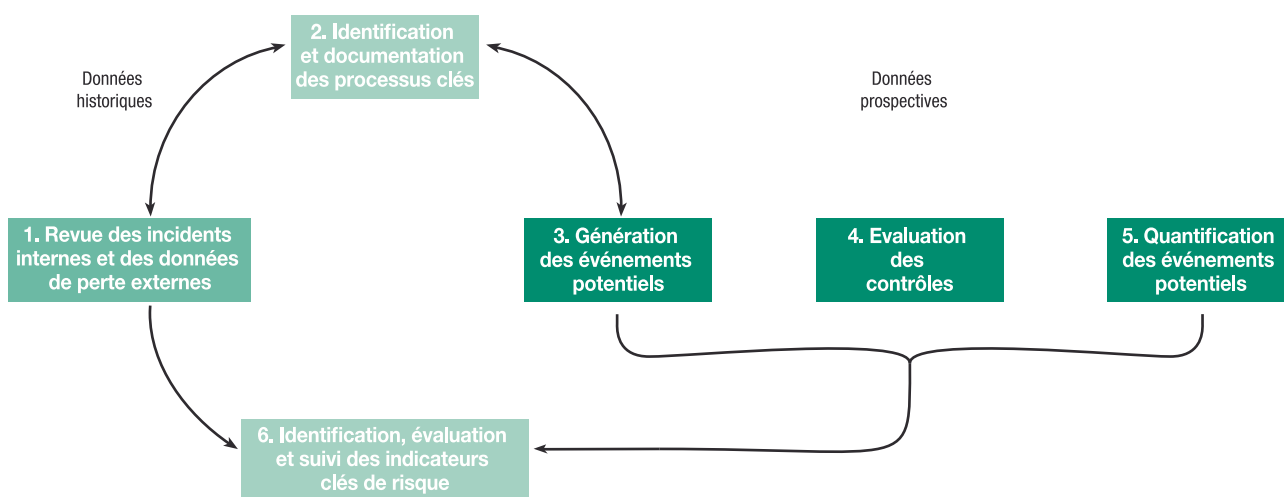 2. Identification
et documentation
des processus clés
Données
historiques
Données
prospectives
1. Revue des incidents
internes et des données
de perte externes
3. Génération
des événements
potentiels
4. Evaluation
des
contrôles
5. Quantification
des événements
potentiels
6. Identification, évaluation
et suivi des indicateurs
clés de risque